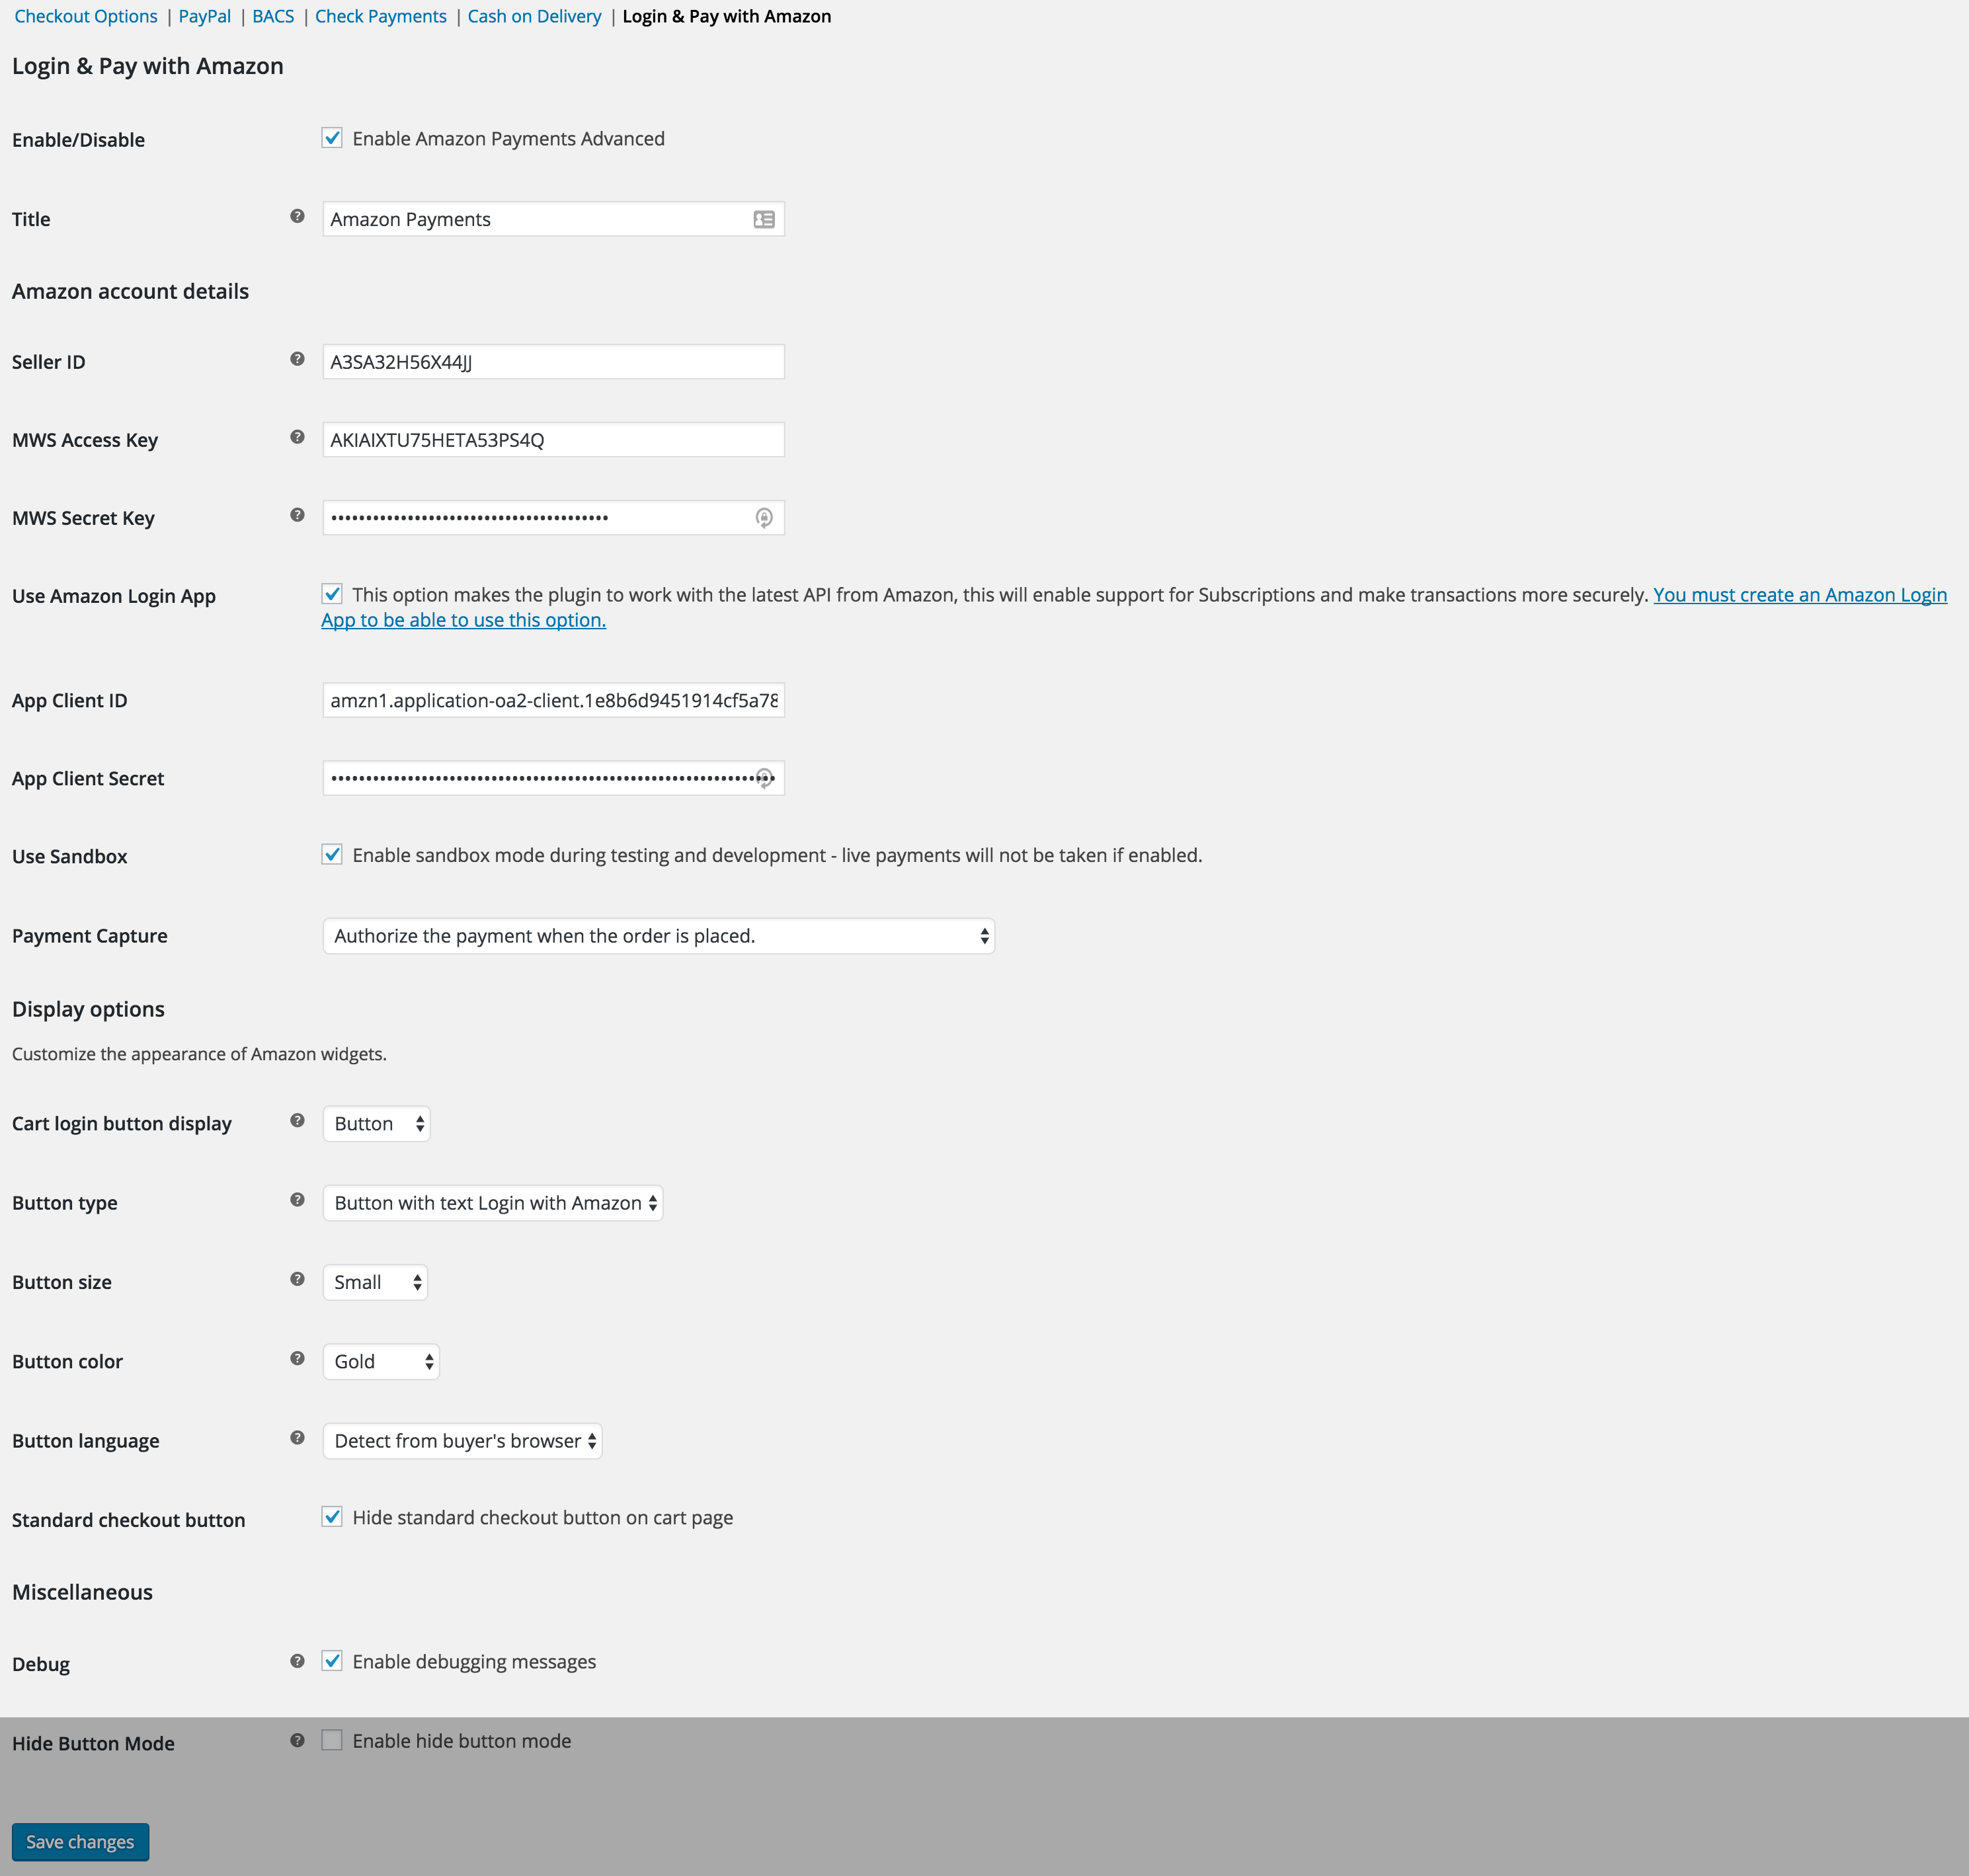 Checkout Options | PayPal | BACS | Check Payments | Cash on Delivery | Login & Pay with Amazon
Login & Pay with Amazon
Enable/Disable Enable Amazon Payments Advanced
Title Amazon Payments
Amazon account details
Seller ID A3SA32H56X44JJ
MWS Access Key AKIAIXTU75HETA53PS4Q
MWS Secret Key
Use Amazon Login App This option makes the plugin to work with the latest API from Amazon, this will enable support for Subscriptions and make transactions more securely. You must create an Amazon Login
App to be able to use this option.
App Client ID amzn1.application-oa2-client.1e8b6d9451914cf5a78
App Client Secret
Use Sandbox Enable sandbox mode during testing and development - live payments will not be taken if enabled.
Payment Capture Authorize the payment when the order is placed.
Display options
Customize the appearance of Amazon widgets.
Cart login button display Button
Button type Button with text Login with Amazon
Button size Small
Button color Gold
Button language Detect from buyer's browser
Standard checkout button Hide standard checkout button on cart page
Miscellaneous
Debug Enable debugging messages
Hide Button Mode Enable hide button mode
Save changes